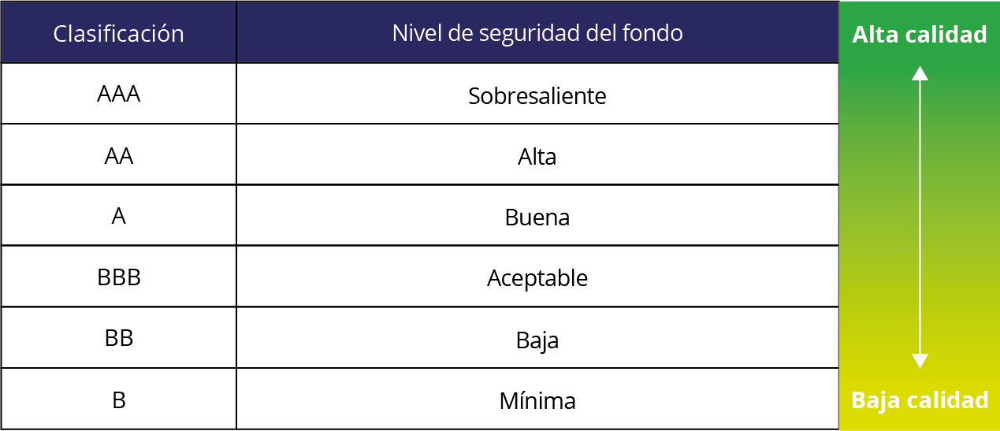 Clasificación Nivel de seguridad del fondo Alta calidad
AAA Sobresaliente
AA Alta
A Buena
BBB Aceptable
BB Baja
B Mínima Baja calidad